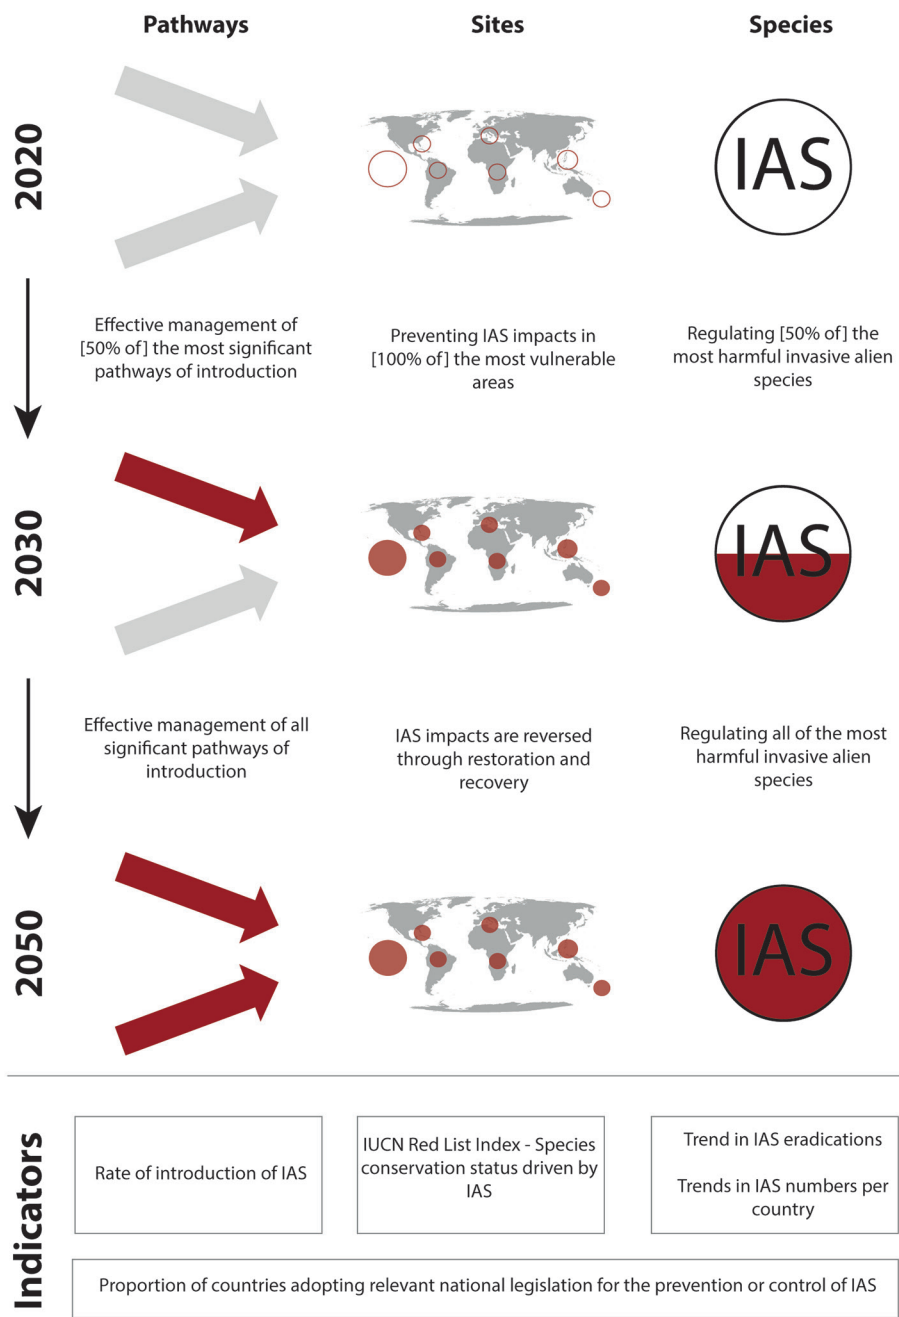 Pathways
Sites
Species
2020
IAS
Effective management of
[50% of] the most significant
pathways of introduction
Preventing IAS impacts in
[100% of] the most vulnerable
areas
Regulating [50% of] the
most harmful invasive alien
species
2030
IAS
Effective management of all
significant pathways of
introduction
IAS impacts are reversed
through restoration and
recovery
Regulating all of the most
harmful invasive alien
species
2050
IAS
Indicators
Rate of introduction of IAS
IUCN Red List Index - Species
conservation status driven by
IAS
Trend in IAS eradications
Trends in IAS numbers per
country
Proportion of countries adopting relevant national legislation for the prevention or control of IAS